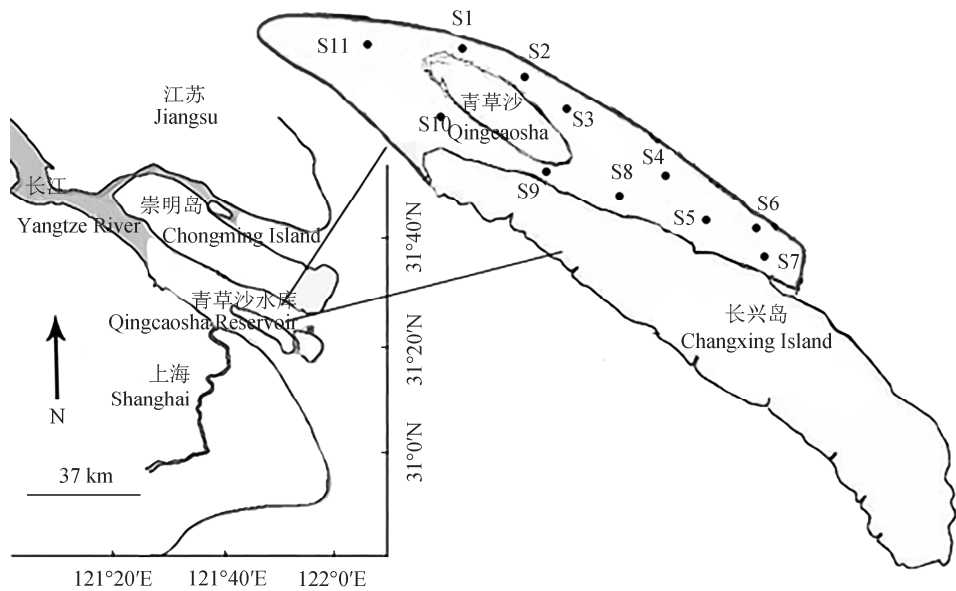 S1
S11
S2
江苏
Jiangsu
青草沙
Qingcaosha
S3
S10
S4
S8
S9
长江
Yangtze River
崇明岛
Chongming Island
S5
S6
S7
31°40′N
青草沙水库
Qingcaosha Reservoir
长兴岛
Changxing Island
31°20′N
上海
Shanghai
N
31°0′N
37 km
121°20′E
121°40′E
122°0′E